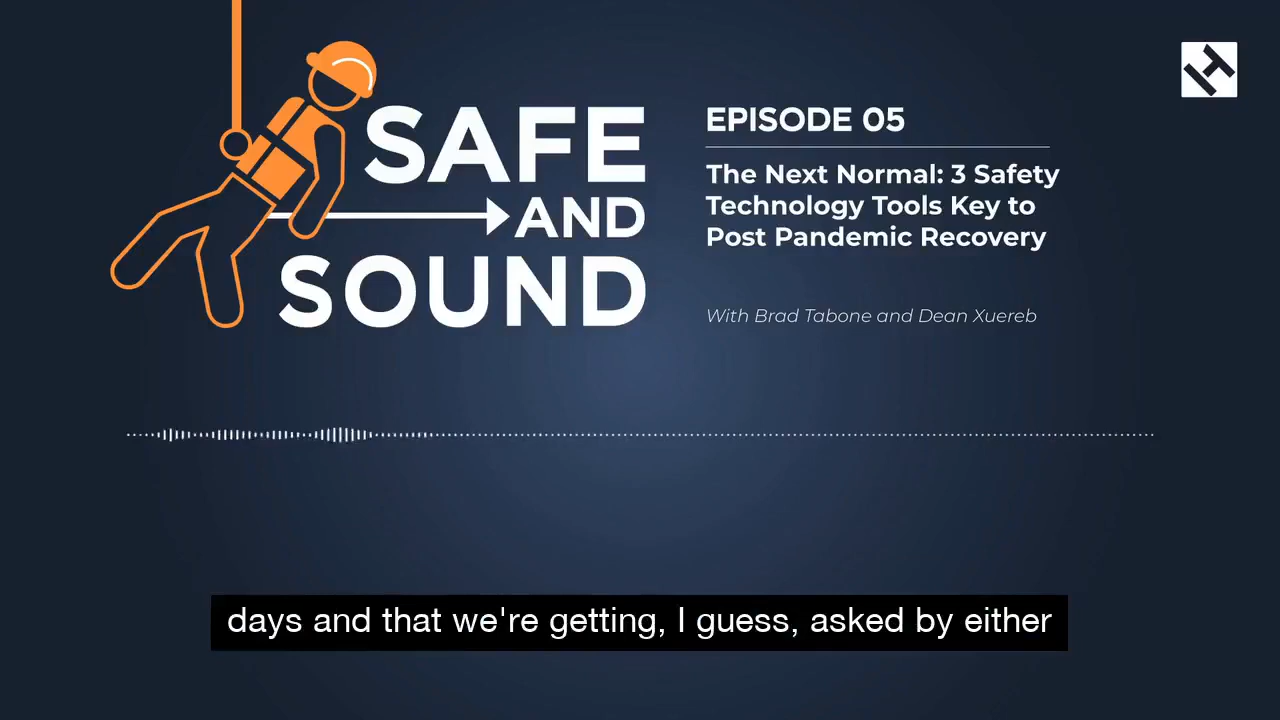 SAFE
AND
SOUND
EPISODE 05
The Next Normal: 3 Safety
Technology Tools Key to
Post Pandemic Recovery
With Brad Tabone and Dean Xuereb
days and that we're getting, I guess, asked by either